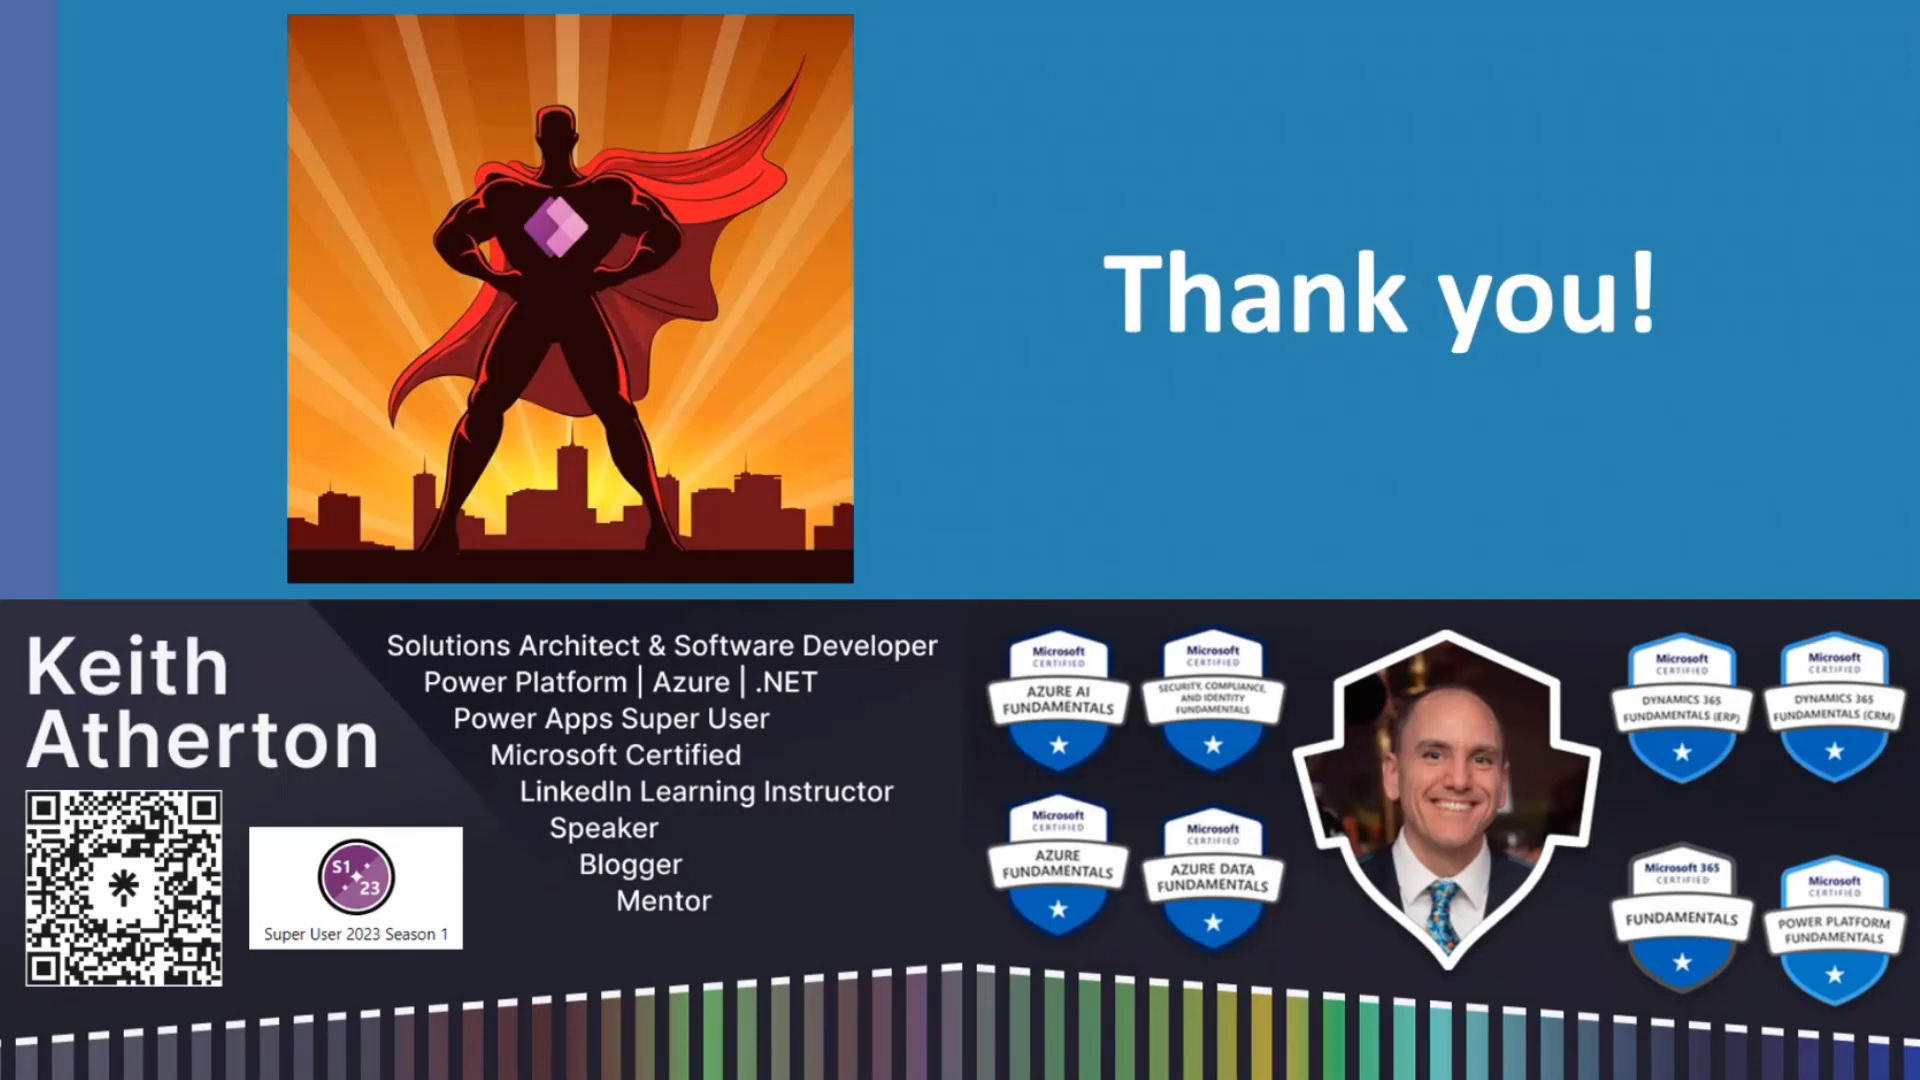 Thank you!
Keith
Atherton
Solutions Architect & Software Developer
Power Platform | Azure | .NET
Power Apps Super User
Microsoft Certified
LinkedIn Learning Instructor
Speaker
Blogger
Mentor
S1
23
Super User 2023 Season 1
Microsoft
CERTIFIED
AZURE AI
FUNDAMENTALS
Microsoft
CERTIFIED
SECURITY, COMPLIANCE,
AND IDENTITY
FUNDAMENTALS
Microsoft
CERTIFIED
AZURE
FUNDAMENTALS
Microsoft
CERTIFIED
AZURE DATA
FUNDAMENTALS
Microsoft
CERTIFIED
DYNAMICS 365
FUNDAMENTALS (ERP)
Microsoft
CERTIFIED
DYNAMICS 365
FUNDAMENTALS (CRM)
Microsoft 365
CERTIFIED
FUNDAMENTALS
Microsoft
CERTIFIED
POWER PLATFORM
FUNDAMENTALS